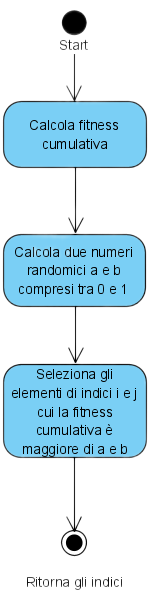 Start
Calcola fitness
cumulativa
Calcola due numeri
randomici a e b
compresi tra 0 e 1
Seleziona gli
elementi di indici i e j
cui la fitness
cumulativa è
maggiore di a e b
Ritorna gli indici